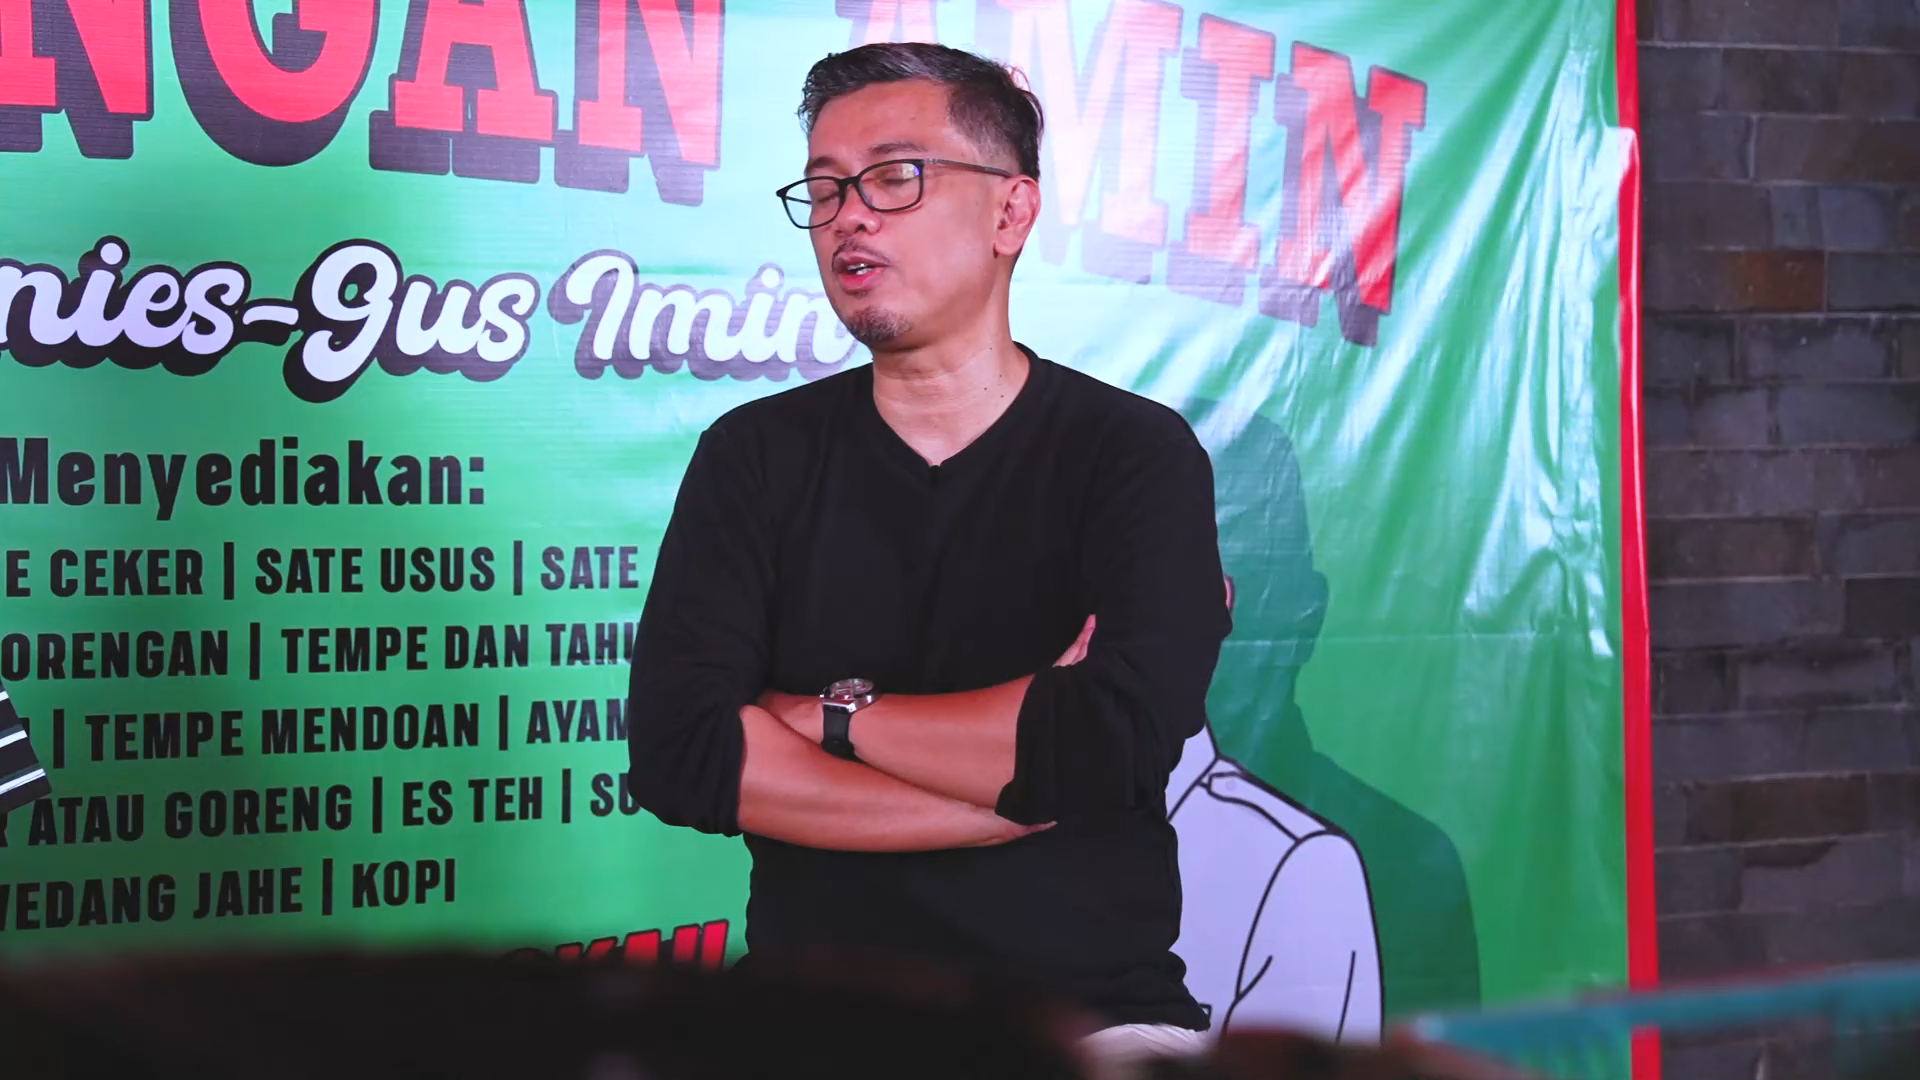 NGAN AMIN
nies-Gus Imin
Menyediakan:
E CEKER | SATE USUS | SATE
ORENGAN | TEMPE DAN TAHU
| TEMPE MENDOAN | AYAM
R ATAU GORENG | ES TEH | SU
WEDANG JAHE | KOPI